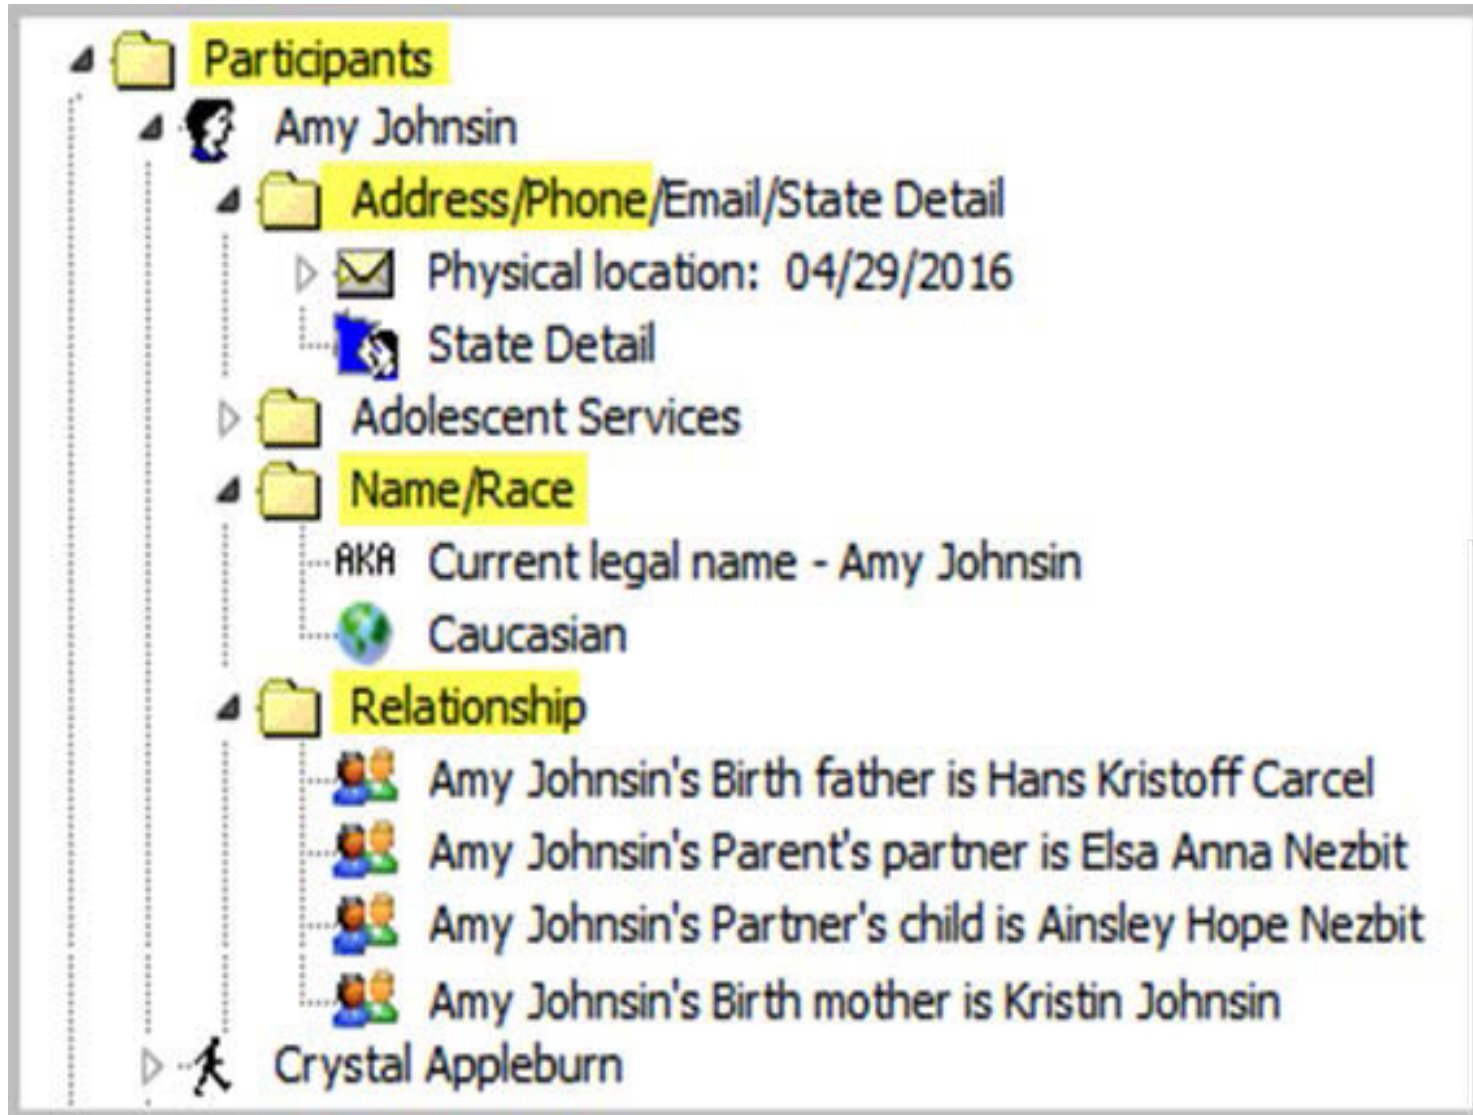 Participants
Amy Johnsin
Address/Phone/Email/State Detail
Physical location: 04/29/2016
State Detail
Adolescent Services
Name/Race
AKA Current legal name - Amy Johnsin
Caucasian
Relationship
Amy Johnsin's Birth father is Hans Kristoff Carcel
Amy Johnsin's Parent's partner is Elsa Anna Nezbit
Amy Johnsin's Partner's child is Ainsley Hope Nezbit
Amy Johnsin's Birth mother is Kristin Johnsin
Crystal Appleburn